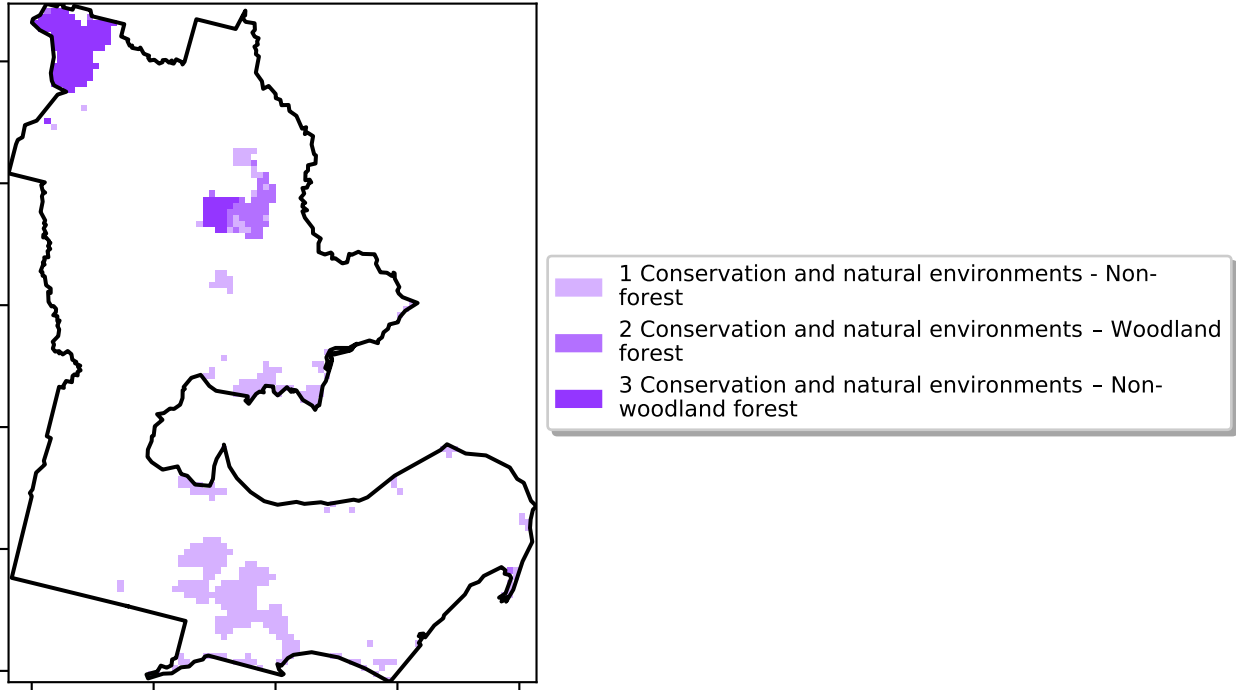 1 Conservation and natural environments - Non-
forest
2 Conservation and natural environments – Woodland
forest
3 Conservation and natural environments – Non-
woodland forest